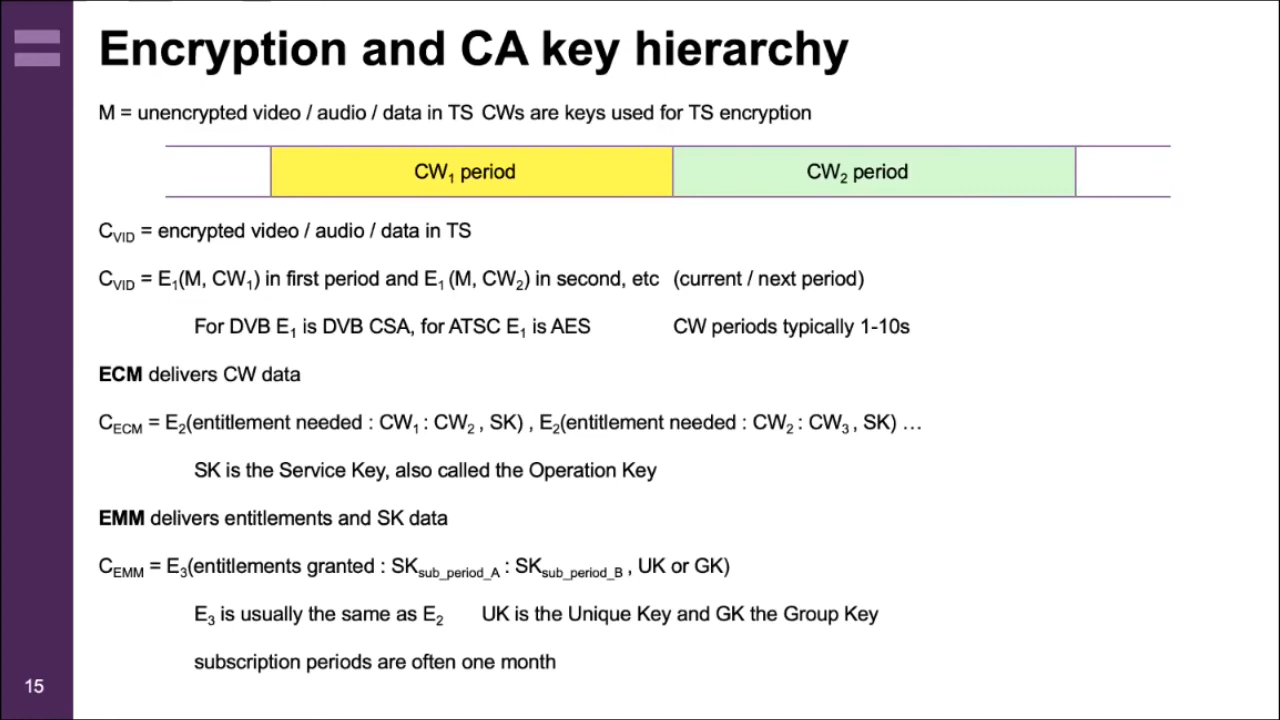 Encryption and CA key hierarchy
M = unencrypted video / audio / data in TS CWs are keys used for TS encryption
CW₁ period CW₂ period
C_VID = encrypted video / audio / data in TS
C_VID = E₁(M, CW₁) in first period and E₁ (M, CW₂) in second, etc (current / next period)
For DVB E₁ is DVB CSA, for ATSC E₁ is AES CW periods typically 1-10s
ECM delivers CW data
C_ECM = E₂(entitlement needed : CW₁ : CW₂ , SK) , E₂(entitlement needed : CW₂ : CW₃ , SK) …
SK is the Service Key, also called the Operation Key
EMM delivers entitlements and SK data
C_EMM = E₃(entitlements granted : SK_sub_period_A : SK_sub_period_B , UK or GK)
E₃ is usually the same as E₂ UK is the Unique Key and GK the Group Key
subscription periods are often one month
15